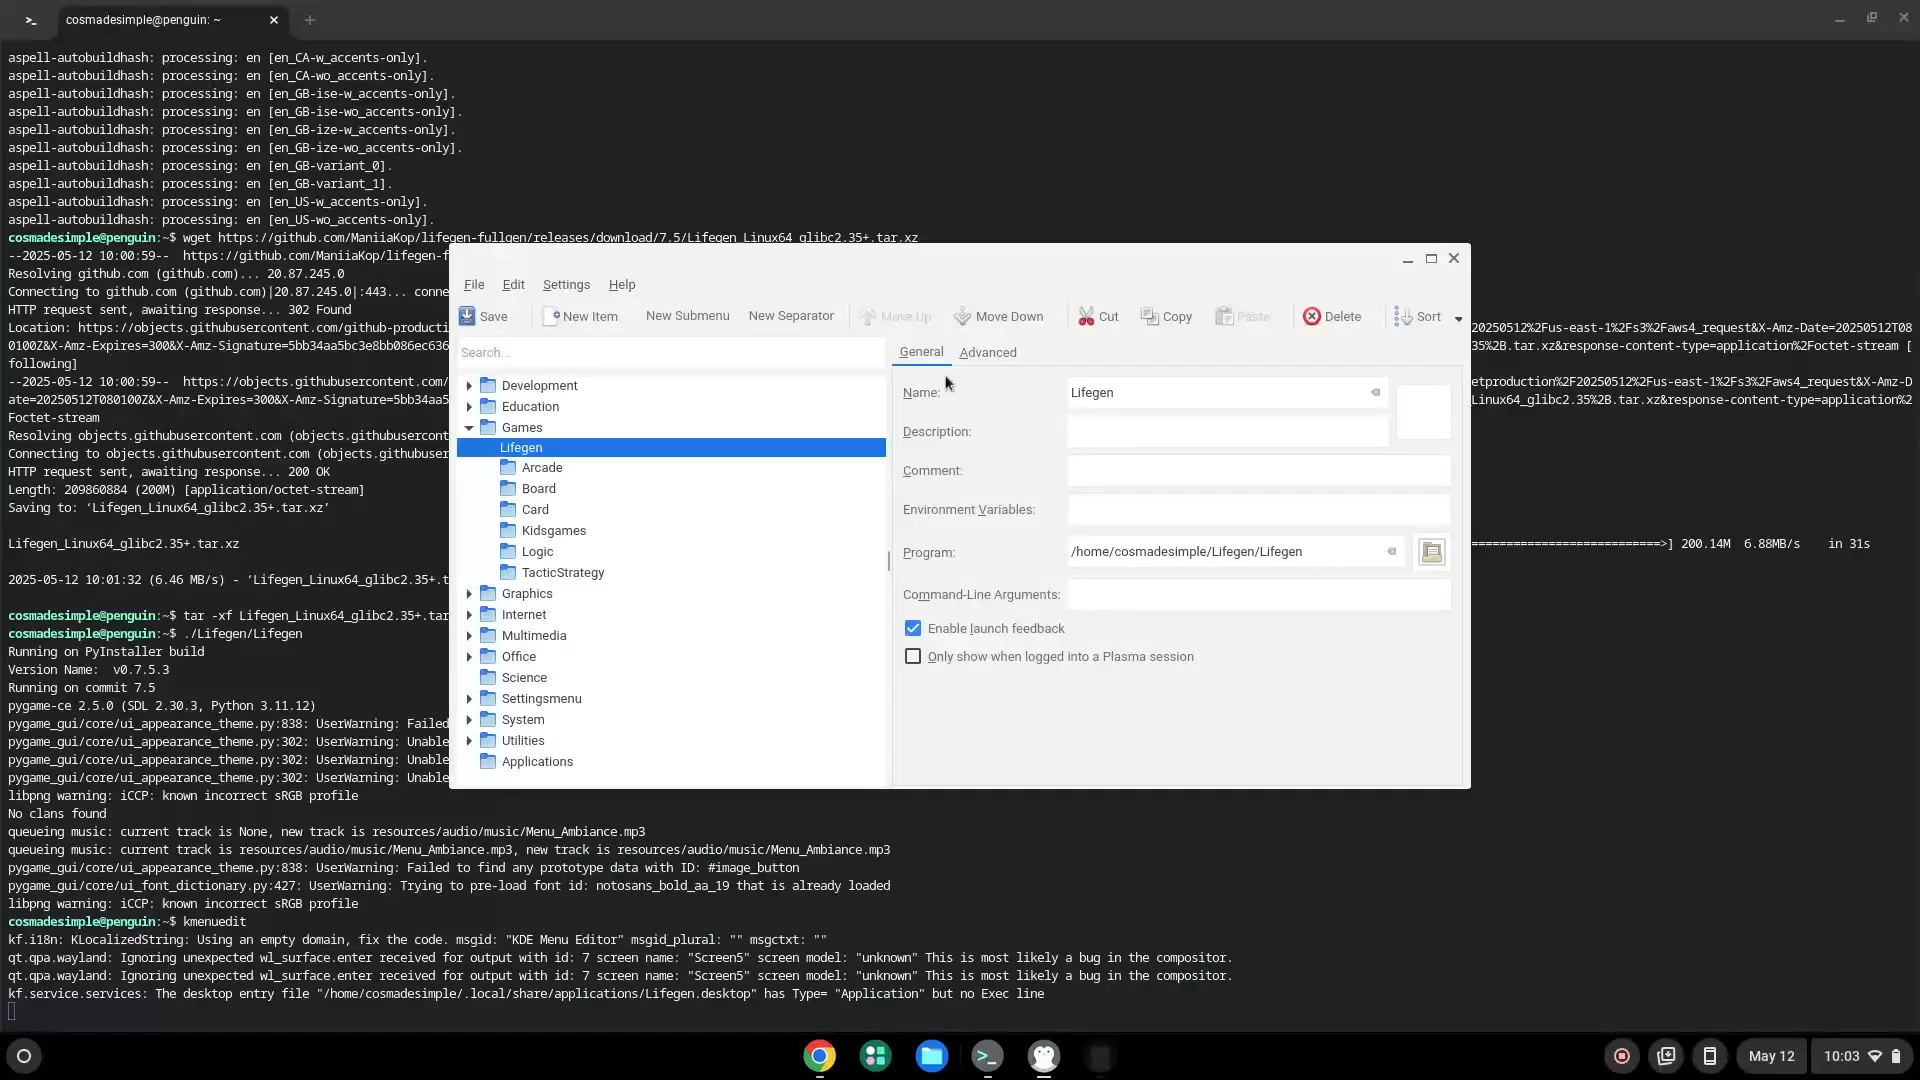 cosmadesimple@penguin: ~
aspell-autobuildhash: processing: en [en_CA-w_accents-only].
aspell-autobuildhash: processing: en [en_CA-wo_accents-only].
aspell-autobuildhash: processing: en [en_GB-ise-w_accents-only].
aspell-autobuildhash: processing: en [en_GB-ise-wo_accents-only].
aspell-autobuildhash: processing: en [en_GB-ize-w_accents-only].
aspell-autobuildhash: processing: en [en_GB-ize-wo_accents-only].
aspell-autobuildhash: processing: en [en_GB-variant_0].
aspell-autobuildhash: processing: en [en_GB-variant_1].
aspell-autobuildhash: processing: en [en_US-w_accents-only].
aspell-autobuildhash: processing: en [en_US-wo_accents-only].
cosmadesimple@penguin:~$ wget https://github.com/ManiiaKop/lifegen-fullgen/releases/download/7.5/Lifegen_Linux64_glibc2.35+.tar.xz
--2025-05-12 10:00:59--  https://github.com/ManiiaKop/lifegen-f
Resolving github.com (github.com)... 20.87.245.0
Connecting to github.com (github.com)|20.87.245.0|:443... conne
HTTP request sent, awaiting response... 302 Found
Location: https://objects.githubusercontent.com/github-producti
20250512%2Fus-east-1%2Fs3%2Faws4_request&X-Amz-Date=20250512T08
0100Z&X-Amz-Expires=300&X-Amz-Signature=5bb34aa5bc3e8bb086ec636
35%2B.tar.xz&response-content-type=application%2Foctet-stream [
following]
--2025-05-12 10:00:59--  https://objects.githubusercontent.com/
etproduction%2F20250512%2Fus-east-1%2Fs3%2Faws4_request&X-Amz-D
ate=20250512T080100Z&X-Amz-Expires=300&X-Amz-Signature=5bb34aa5
Linux64_glibc2.35%2B.tar.xz&response-content-type=application%2
Foctet-stream
Resolving objects.githubusercontent.com (objects.githubusercont
Connecting to objects.githubusercontent.com (objects.githubuser
HTTP request sent, awaiting response... 200 OK
Length: 209860884 (200M) [application/octet-stream]
Saving to: ‘Lifegen_Linux64_glibc2.35+.tar.xz’
Lifegen_Linux64_glibc2.35+.tar.xz
==========================>] 200.14M  6.88MB/s    in 31s
2025-05-12 10:01:32 (6.46 MB/s) - ‘Lifegen_Linux64_glibc2.35+.t
cosmadesimple@penguin:~$ tar -xf Lifegen_Linux64_glibc2.35+.tar
cosmadesimple@penguin:~$ ./Lifegen/Lifegen
Running on PyInstaller build
Version Name:  v0.7.5.3
Running on commit 7.5
pygame-ce 2.5.0 (SDL 2.30.3, Python 3.11.12)
pygame_gui/core/ui_appearance_theme.py:838: UserWarning: Failed
pygame_gui/core/ui_appearance_theme.py:302: UserWarning: Unable
pygame_gui/core/ui_appearance_theme.py:302: UserWarning: Unable
pygame_gui/core/ui_appearance_theme.py:302: UserWarning: Unable
libpng warning: iCCP: known incorrect sRGB profile
No clans found
queueing music: current track is None, new track is resources/audio/music/Menu_Ambiance.mp3
queueing music: current track is resources/audio/music/Menu_Ambiance.mp3, new track is resources/audio/music/Menu_Ambiance.mp3
pygame_gui/core/ui_appearance_theme.py:838: UserWarning: Failed to find any prototype data with ID: #image_button
pygame_gui/core/ui_font_dictionary.py:427: UserWarning: Trying to pre-load font id: notosans_bold_aa_19 that is already loaded
libpng warning: iCCP: known incorrect sRGB profile
cosmadesimple@penguin:~$ kmenuedit
kf.i18n: KLocalizedString: Using an empty domain, fix the code. msgid: "KDE Menu Editor" msgid_plural: "" msgctxt: ""
qt.qpa.wayland: Ignoring unexpected wl_surface.enter received for output with id: 7 screen name: "Screen5" screen model: "unknown" This is most likely a bug in the compositor.
qt.qpa.wayland: Ignoring unexpected wl_surface.enter received for output with id: 7 screen name: "Screen5" screen model: "unknown" This is most likely a bug in the compositor.
kf.service.services: The desktop entry file "/home/cosmadesimple/.local/share/applications/Lifegen.desktop" has Type= "Application" but no Exec line
File Edit Settings Help
Save New Item New Submenu New Separator Move Up Move Down Cut Copy Paste Delete Sort
Search...
Development
Education
Games
Lifegen
Arcade
Board
Card
Kidsgames
Logic
TacticStrategy
Graphics
Internet
Multimedia
Office
Science
Settingsmenu
System
Utilities
Applications
General Advanced
Name: Lifegen
Description:
Comment:
Environment Variables:
Program: /home/cosmadesimple/Lifegen/Lifegen
Command-Line Arguments:
Enable launch feedback
Only show when logged into a Plasma session
May 12 10:03